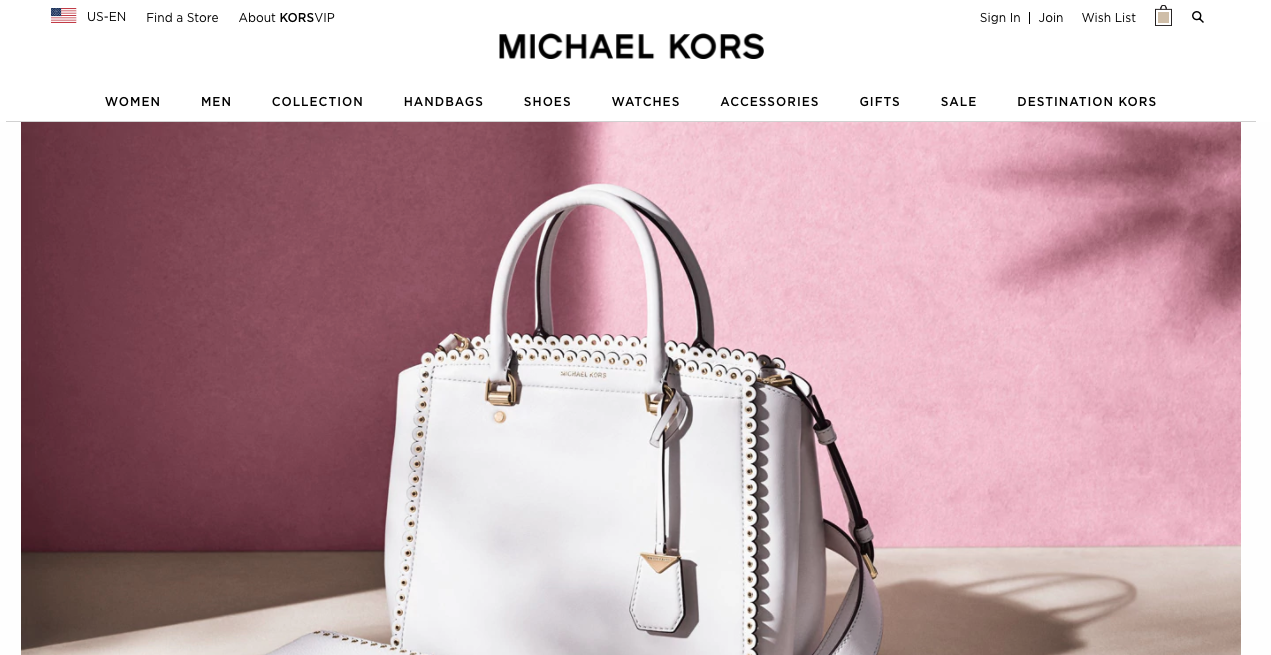 US-EN Find a Store About KORSVIP Sign In | Join Wish List
MICHAEL KORS
WOMEN MEN COLLECTION HANDBAGS SHOES WATCHES ACCESSORIES GIFTS SALE DESTINATION KORS
MICHAEL KORS